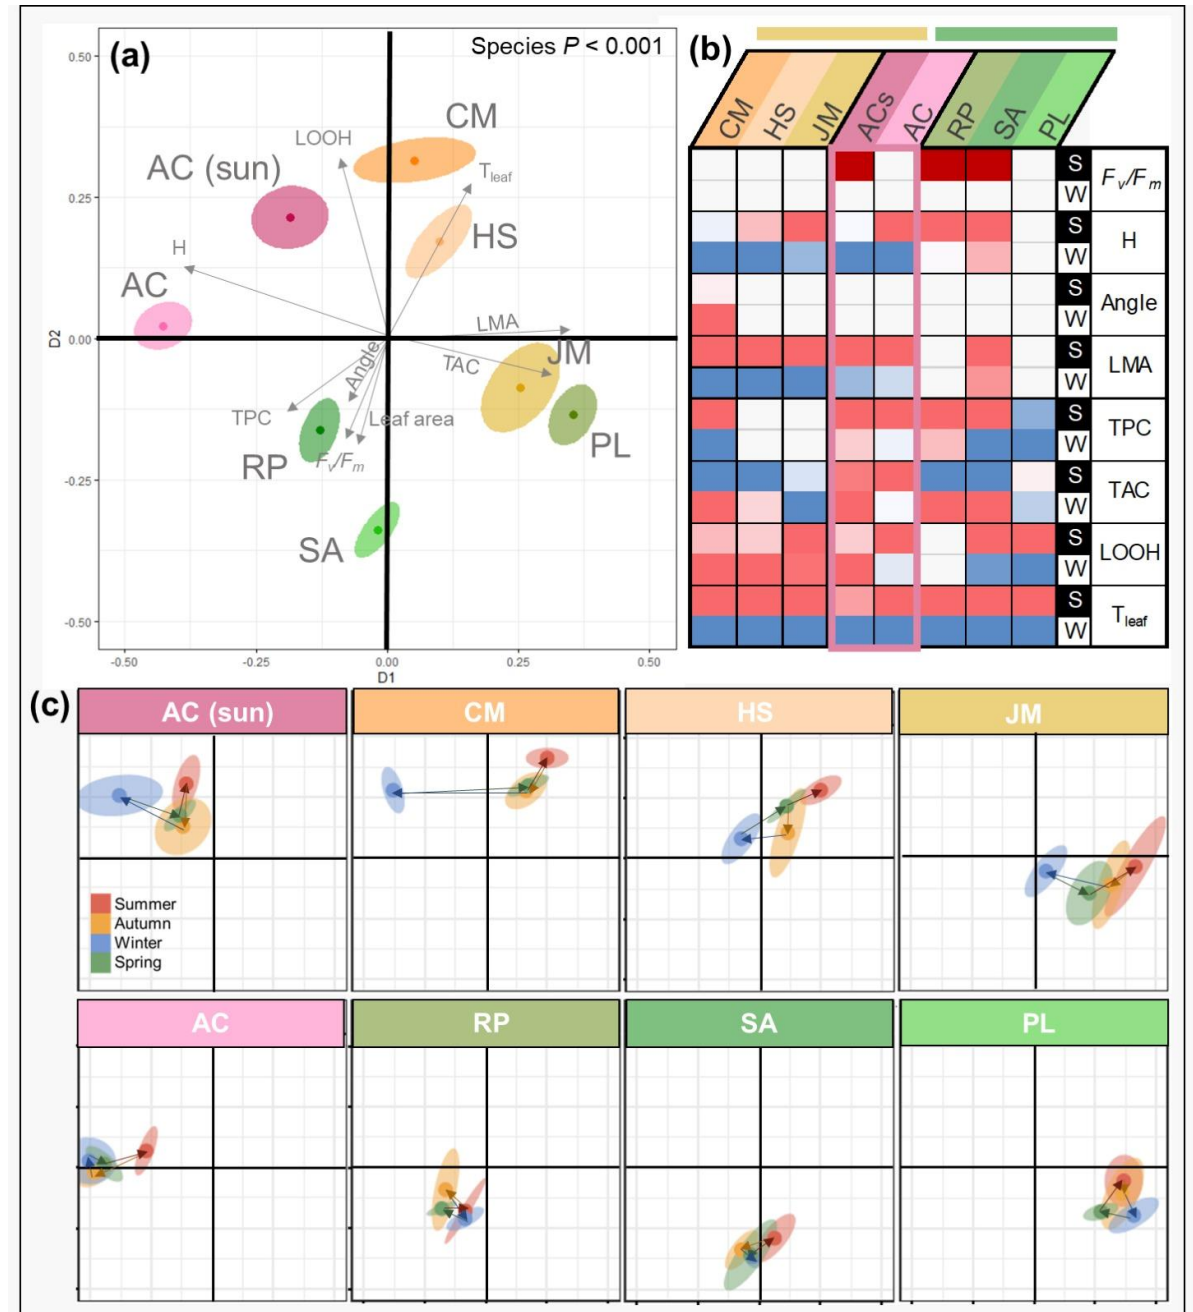 (a)
Species P < 0.001
0.50
0.25
0.00
-0.25
-0.50
D2
-0.50
-0.25
0.00
0.25
0.50
D1
CM
LOOH
AC (sun)
Tleaf
HS
H
AC
LMA
JM
TAC
Angle
TPC
Leaf area
RP
Fv/Fm
PL
SA
(b)
CM
HS
JM
ACs
AC
RP
SA
PL
S
W
Fv/Fm
S
W
H
S
W
Angle
S
W
LMA
S
W
TPC
S
W
TAC
S
W
LOOH
S
W
Tleaf
(c)
AC (sun)
CM
HS
JM
Summer
Autumn
Winter
Spring
AC
RP
SA
PL